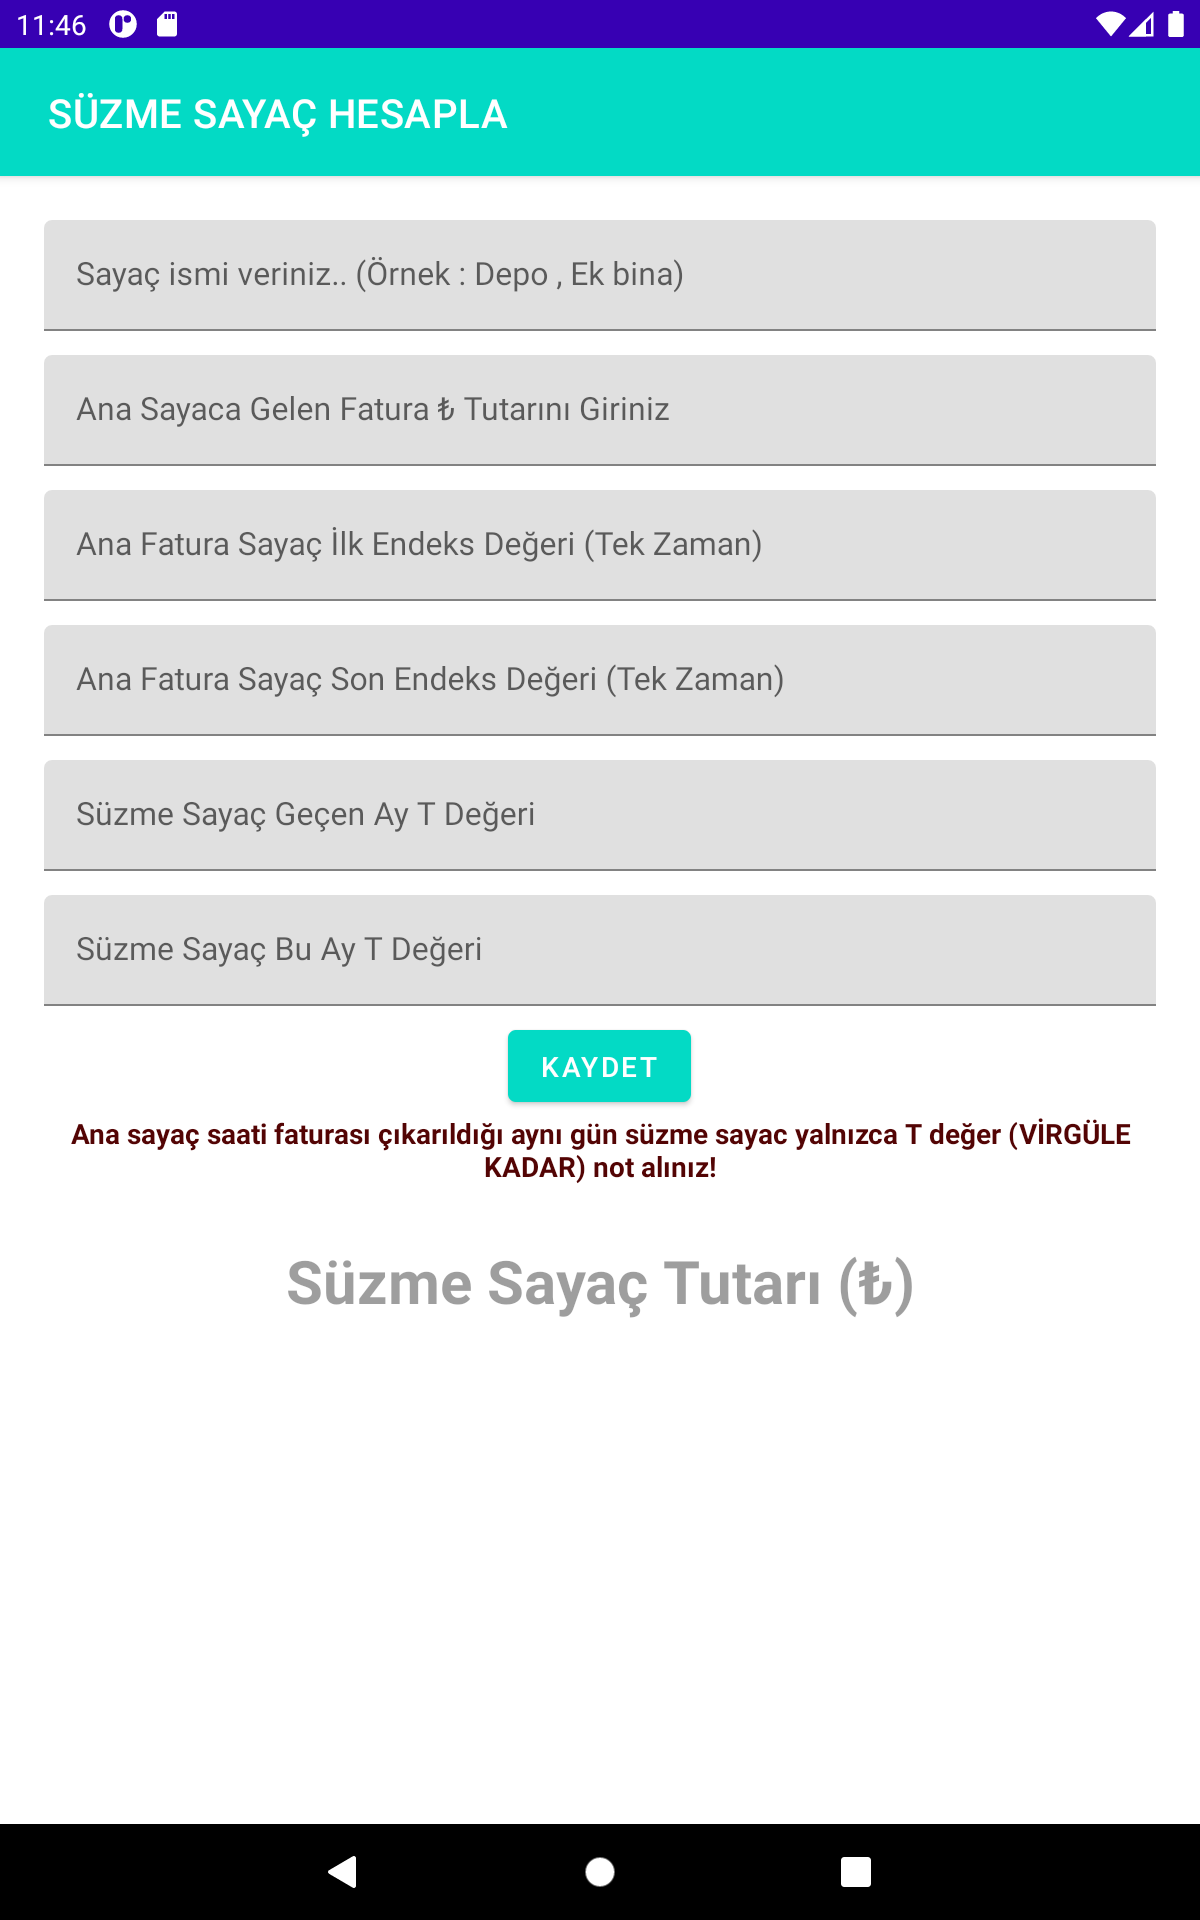 11:46
SÜZME SAYAÇ HESAPLA
Sayaç ismi veriniz.. (Örnek : Depo , Ek bina)
Ana Sayaca Gelen Fatura ₺ Tutarını Giriniz
Ana Fatura Sayaç İlk Endeks Değeri (Tek Zaman)
Ana Fatura Sayaç Son Endeks Değeri (Tek Zaman)
Süzme Sayaç Geçen Ay T Değeri
Süzme Sayaç Bu Ay T Değeri
KAYDET
Ana sayaç saati faturası çıkarıldığı aynı gün süzme sayac yalnızca T değer (VİRGÜLE
KADAR) not alınız!
Süzme Sayaç Tutarı (₺)